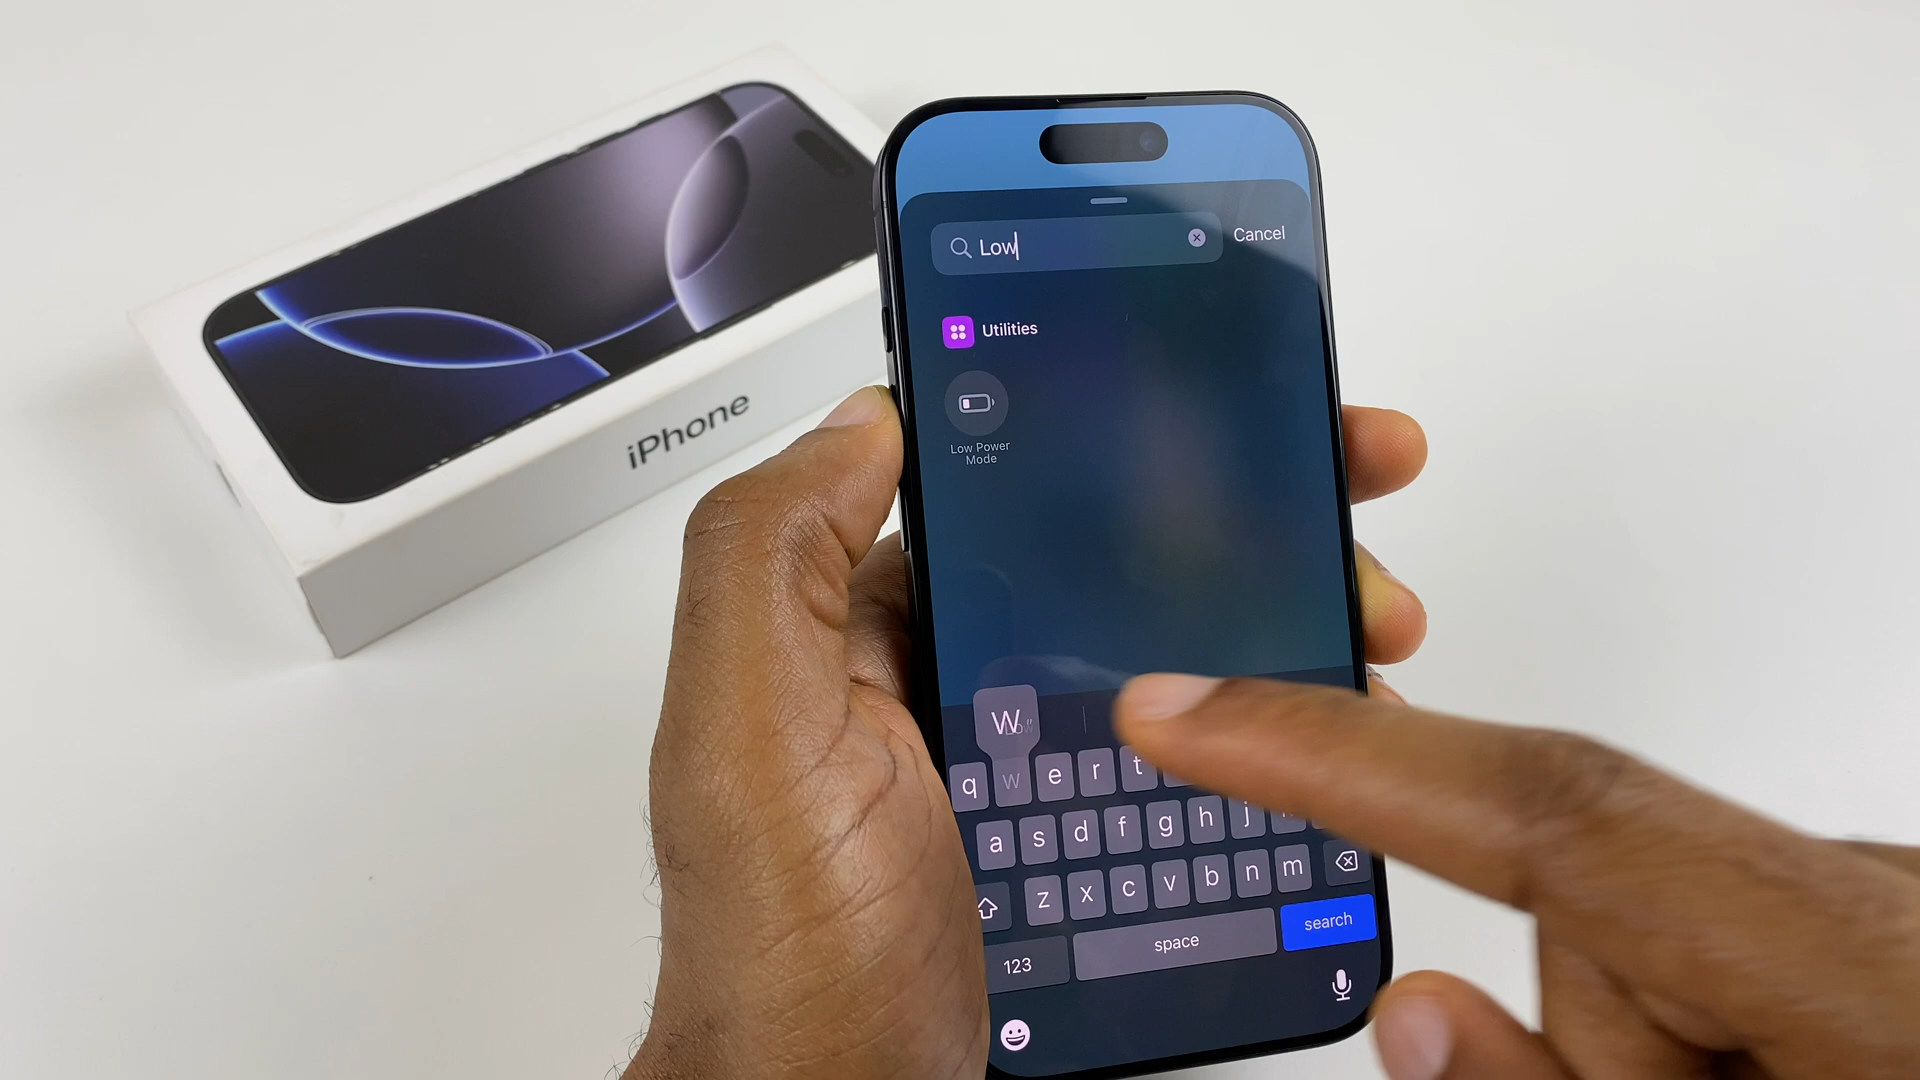 iPhone
Low
Cancel
Utilities
Low Power
Mode
W
q w e r t
a s d f g h j
z x c v b n m
123 space search